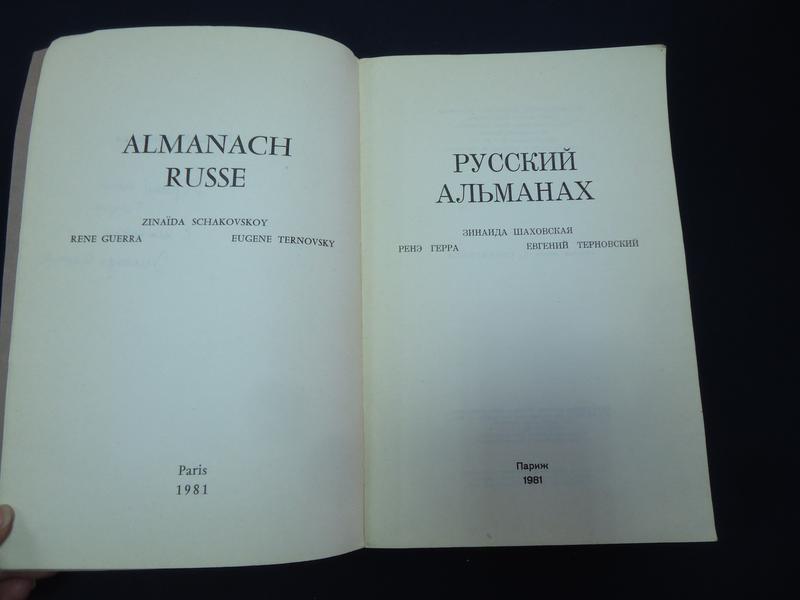 ALMANACH
RUSSE
ZINAÏDA SCHAKOVSKOY
RENE GUERRA EUGENE TERNOVSKY
Paris
1981
РУССКИЙ
АЛЬМАНАХ
ЗИНАИДА ШАХОВСКАЯ
РЕНЭ ГЕРРА ЕВГЕНИЙ ТЕРНОВСКИЙ
Париж
1981